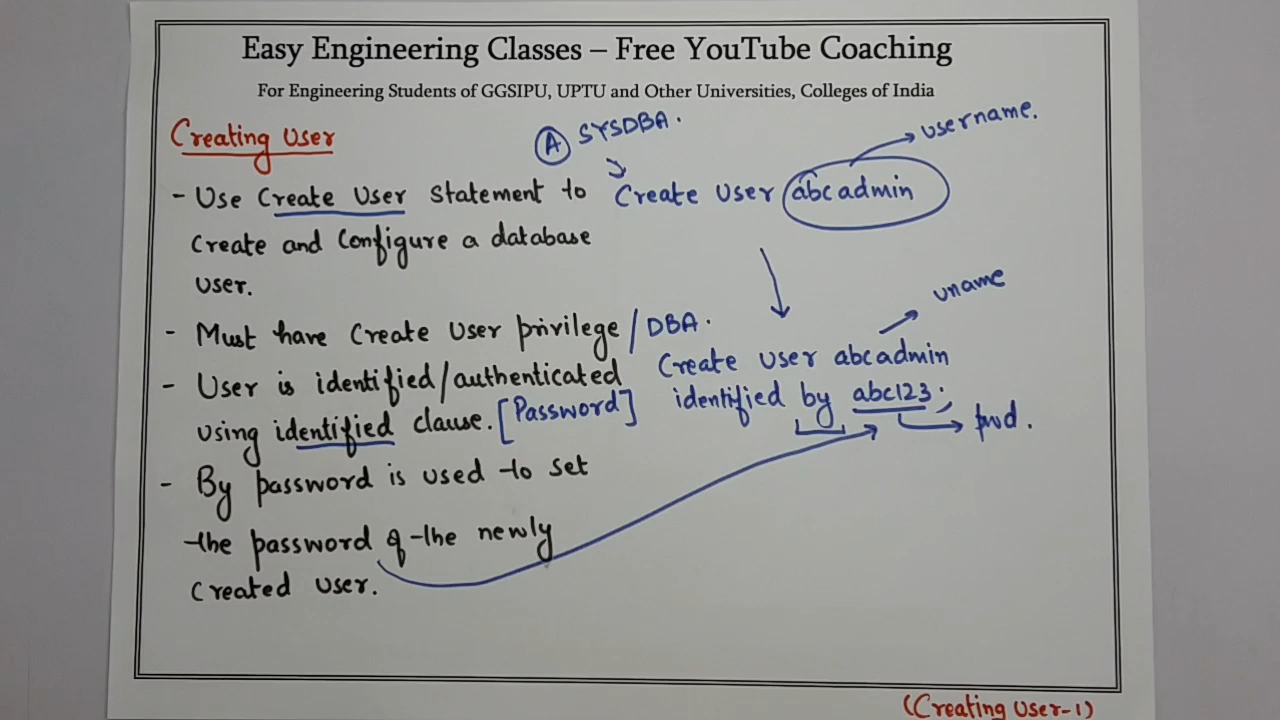 Easy Engineering Classes – Free YouTube Coaching
For Engineering Students of GGSIPU, UPTU and Other Universities, Colleges of India
Creating User
A SYSDBA.
username.
- Use Create User Statement to
create and configure a database
user.
Create User abcadmin
- Must have Create User privilege / DBA.
- User is identified/authenticated
using identified clause. [Password]
uname
Create user abcadmin
identified by abc123;
pwd.
- By password is used to set
the password of the newly
created user.
(Creating User-1)